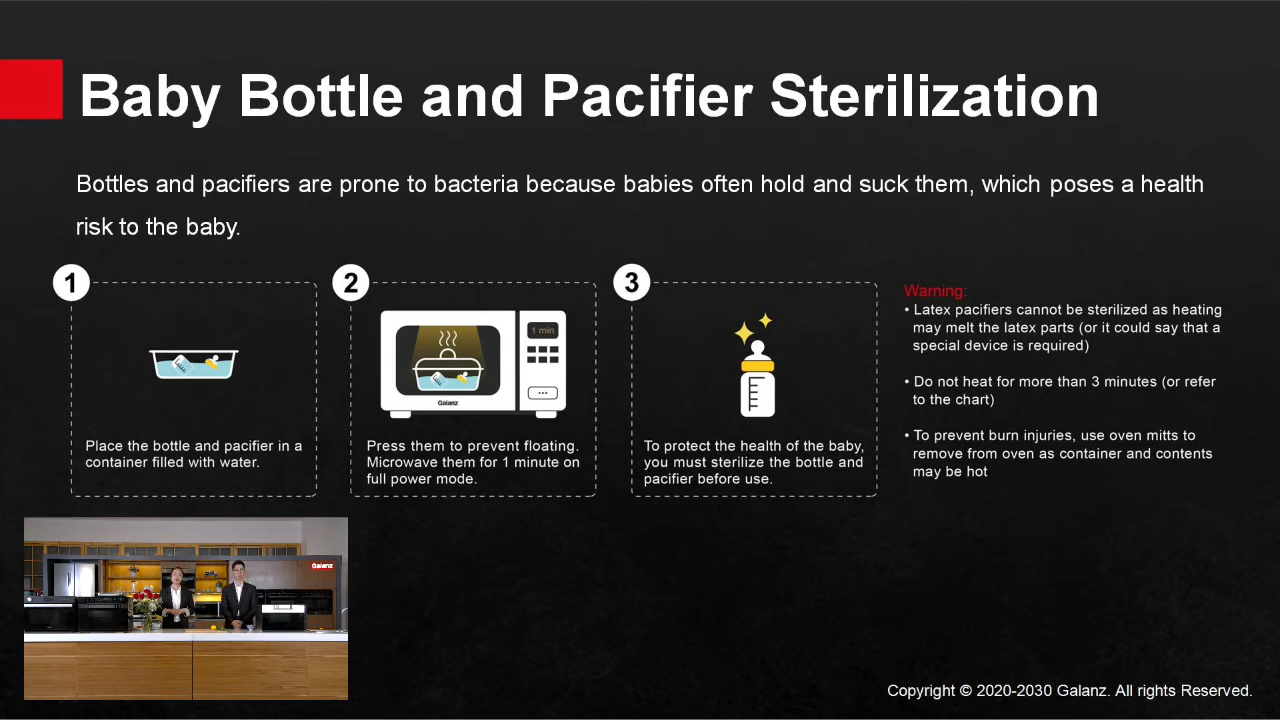 Baby Bottle and Pacifier Sterilization
Bottles and pacifiers are prone to bacteria because babies often hold and suck them, which poses a health
risk to the baby.
1
Place the bottle and pacifier in a
container filled with water.
2
1 min
Galanz
Press them to prevent floating.
Microwave them for 1 minute on
full power mode.
3
To protect the health of the baby,
you must sterilize the bottle and
pacifier before use.
Warning:
• Latex pacifiers cannot be sterilized as heating
may melt the latex parts (or it could say that a
special device is required)
• Do not heat for more than 3 minutes (or refer
to the chart)
• To prevent burn injuries, use oven mitts to
remove from oven as container and contents
may be hot
Galanz
Copyright © 2020-2030 Galanz. All rights Reserved.